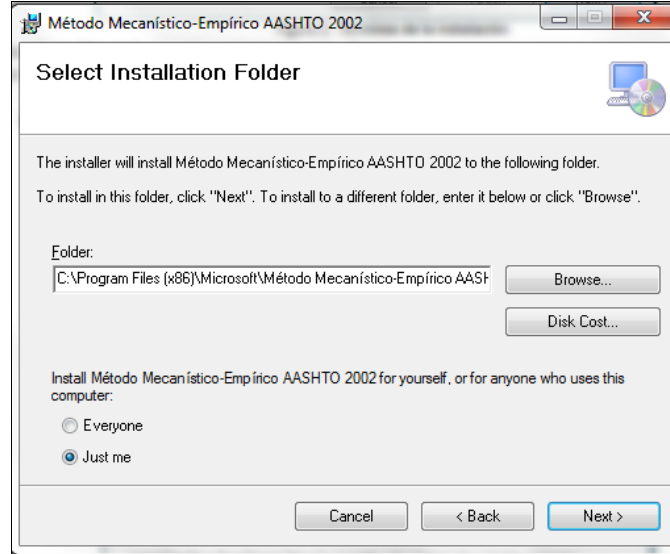 Método Mecanístico-Empírico AASHTO 2002
Select Installation Folder
The installer will install Método Mecanístico-Empírico AASHTO 2002 to the following folder.
To install in this folder, click "Next". To install to a different folder, enter it below or click "Browse".
Folder:
C:\Program Files (x86)\Microsoft\Método Mecanístico-Empírico AASH
Browse...
Disk Cost...
Install Método Mecanístico-Empírico AASHTO 2002 for yourself, or for anyone who uses this
computer:
Everyone
Just me
Cancel
< Back
Next >